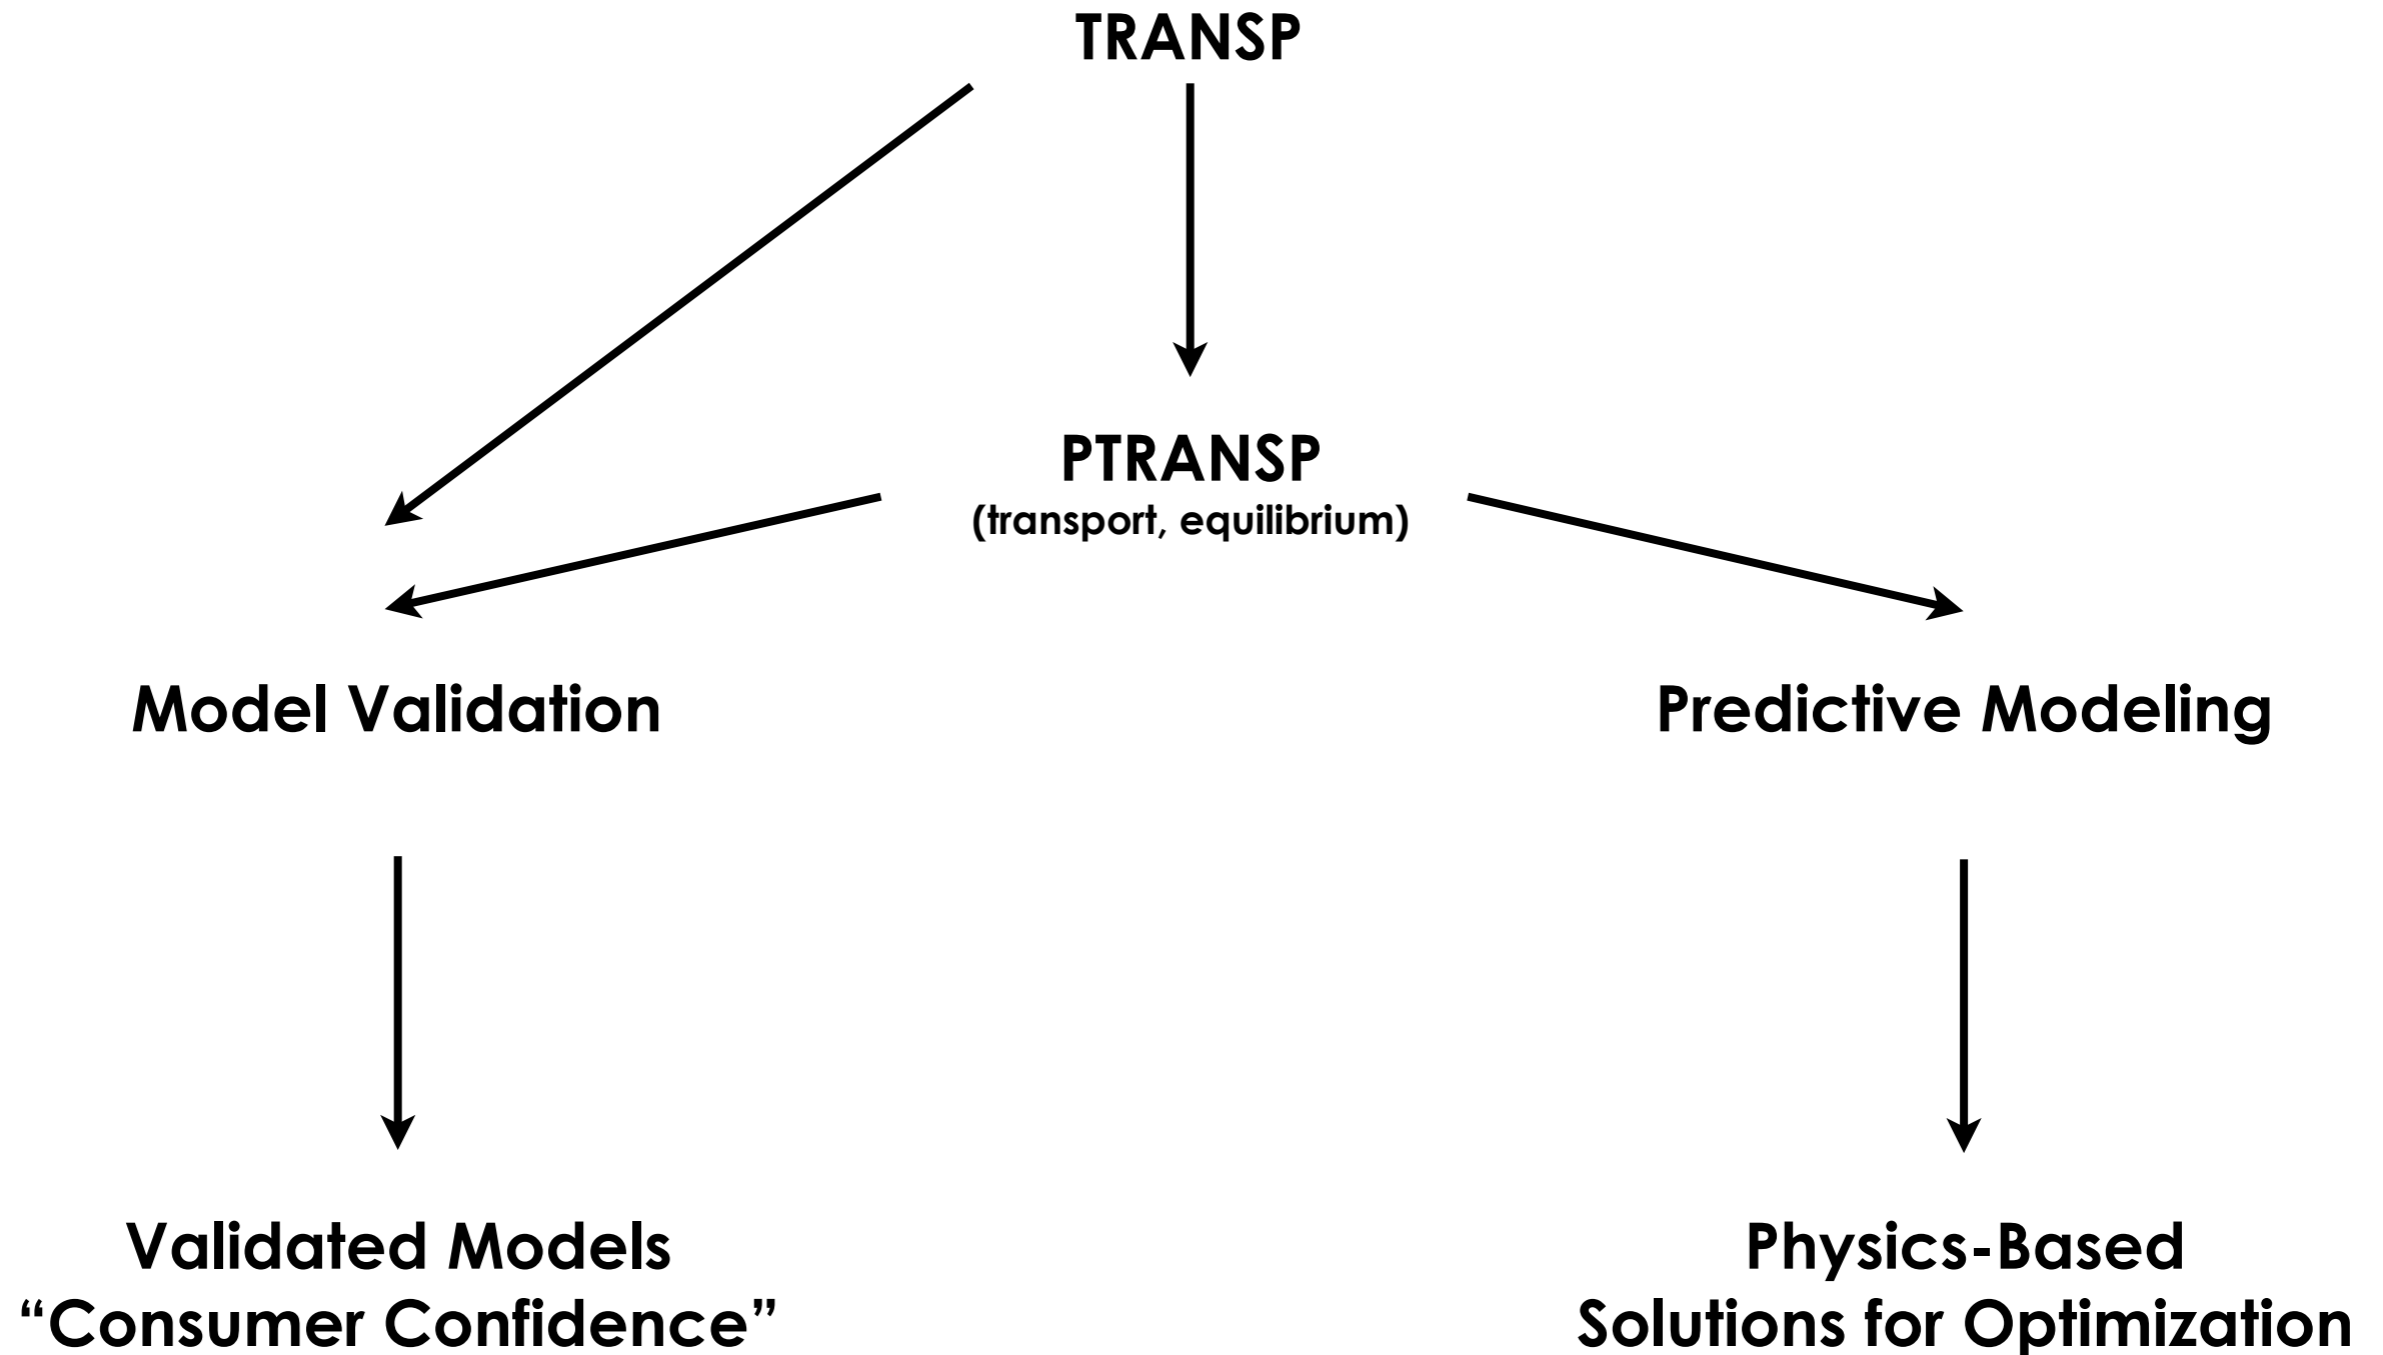 TRANSP
PTRANSP
(transport, equilibrium)
Model Validation
Predictive Modeling
Validated Models
“Consumer Confidence”
Physics-Based
Solutions for Optimization